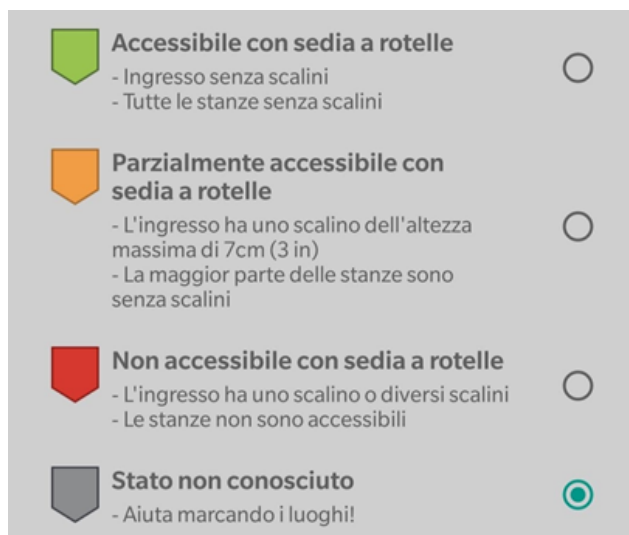 Accessibile con sedia a rotelle
- Ingresso senza scalini
- Tutte le stanze senza scalini
Parzialmente accessibile con
sedia a rotelle
- L'ingresso ha uno scalino dell'altezza
massima di 7cm (3 in)
- La maggior parte delle stanze sono
senza scalini
Non accessibile con sedia a rotelle
- L'ingresso ha uno scalino o diversi scalini
- Le stanze non sono accessibili
Stato non conosciuto
- Aiuta marcando i luoghi!